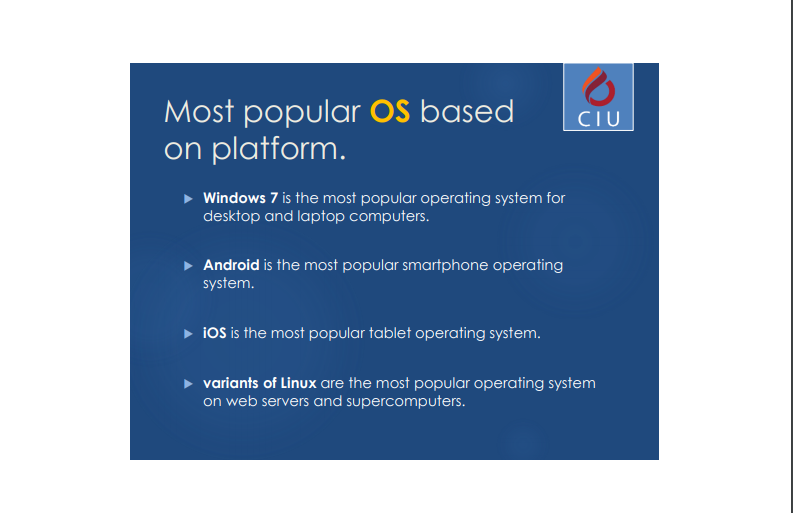 Most popular OS based
on platform.
CIU
Windows 7 is the most popular operating system for
desktop and laptop computers.
Android is the most popular smartphone operating
system.
iOS is the most popular tablet operating system.
variants of Linux are the most popular operating system
on web servers and supercomputers.